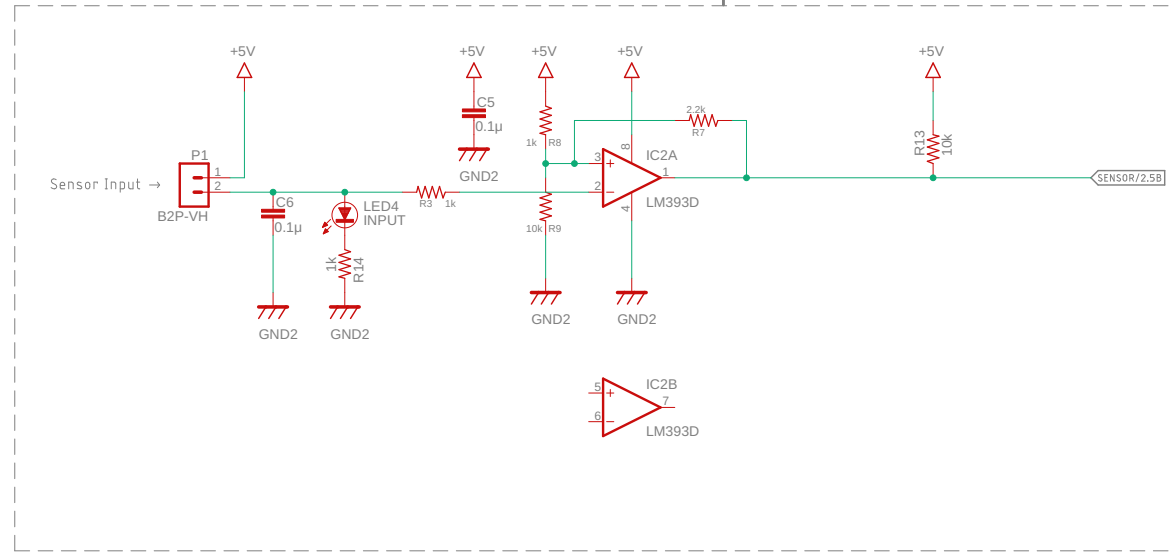 +5V
+5V
+5V
+5V
+5V
C5
0.1µ
GND2
1k
R8
2.2k
R7
R13
10k
P1
1
2
B2P-VH
Sensor Input →
C6
0.1µ
LED4
INPUT
R3
1k
1k
R14
10k
R9
3
+
2
−
8
4
1
IC2A
LM393D
SENSOR/2.5B
GND2
GND2
GND2
GND2
5
+
6
−
7
IC2B
LM393D